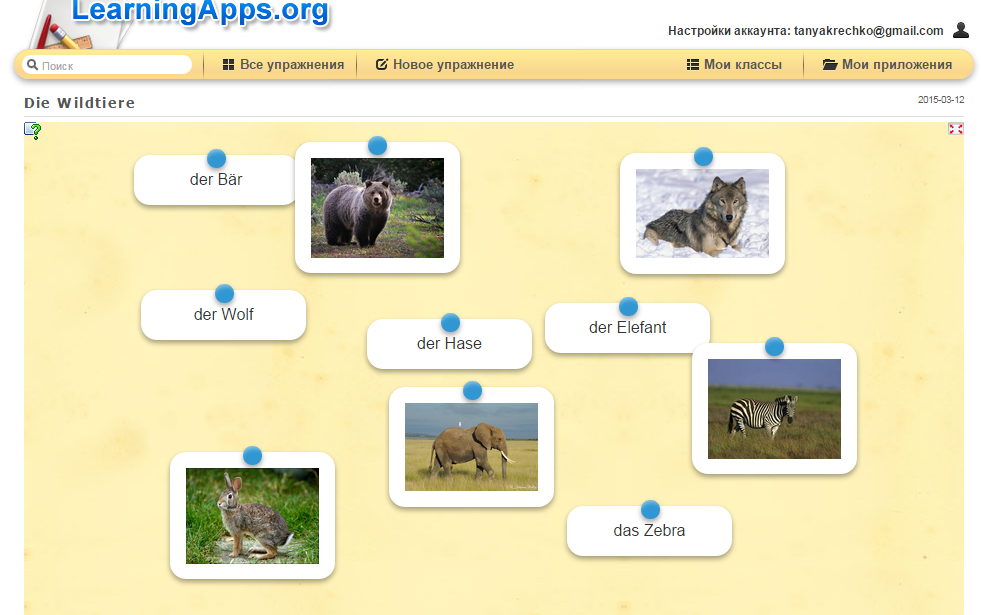 LearningApps.org
Настройки аккаунта: tanyakrechko@gmail.com
Поиск
Все упражнения
Новое упражнение
Мои классы
Мои приложения
Die Wildtiere
2015-03-12
der Bär
der Wolf
der Hase
der Elefant
das Zebra